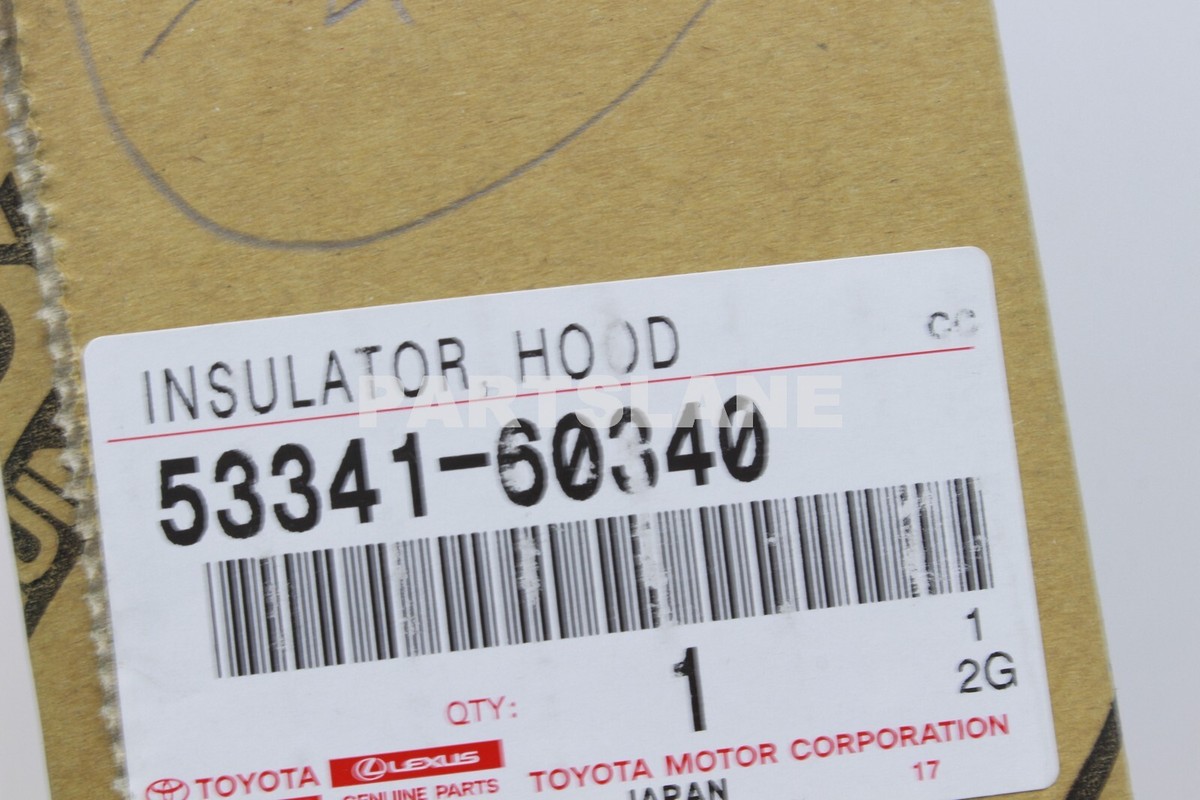 INSULATOR, HOOD
CC
PARTSLANE
53341-60340
1
2G
QTY: 1
TOYOTA LEXUS
GENUINE PARTS
TOYOTA MOTOR CORPORATION
17
JAPAN